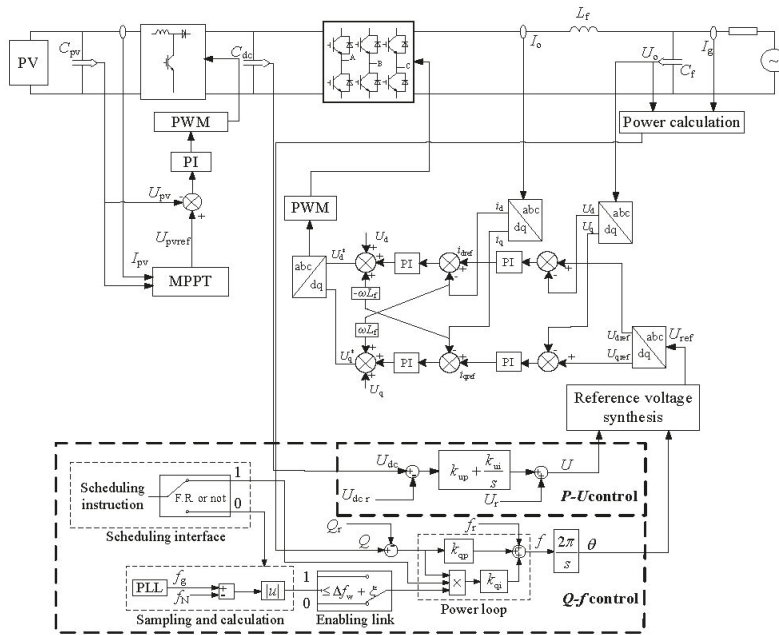 PV
C_pv
C_dc
A
B
C
I_o
L_f
U_o
C_f
I_g
Power calculation
PWM
PI
U_pv
-
+
U_pvref
I_pv
MPPT
PWM
abc
dq
U_d*
U_q*
U_d
+
+
+
-ωL_f
ωL_f
+
+
+
U_q
PI
-
+
i_dref
PI
-
+
i_d
i_q
abc
dq
U_d
U_q
abc
dq
PI
-
+
i_qref
PI
-
+
U_dref
U_qref
abc
dq
U_ref
Reference voltage
synthesis
U_dc
+
-
U_dc r
k_up + k_ui / s
+
+
U_r
U
P-U control
Scheduling
instruction
1
F.R. or not
0
Scheduling interface
Q_r
Q
-
+
f_r
k_qp
×
k_qi
+
+
+
f
2π / s
θ
Power loop
PLL
f_g
f_N
+
-
|u|
Sampling and calculation
1
≤ Δf_w + ξ
0
Enabling link
Q-f control